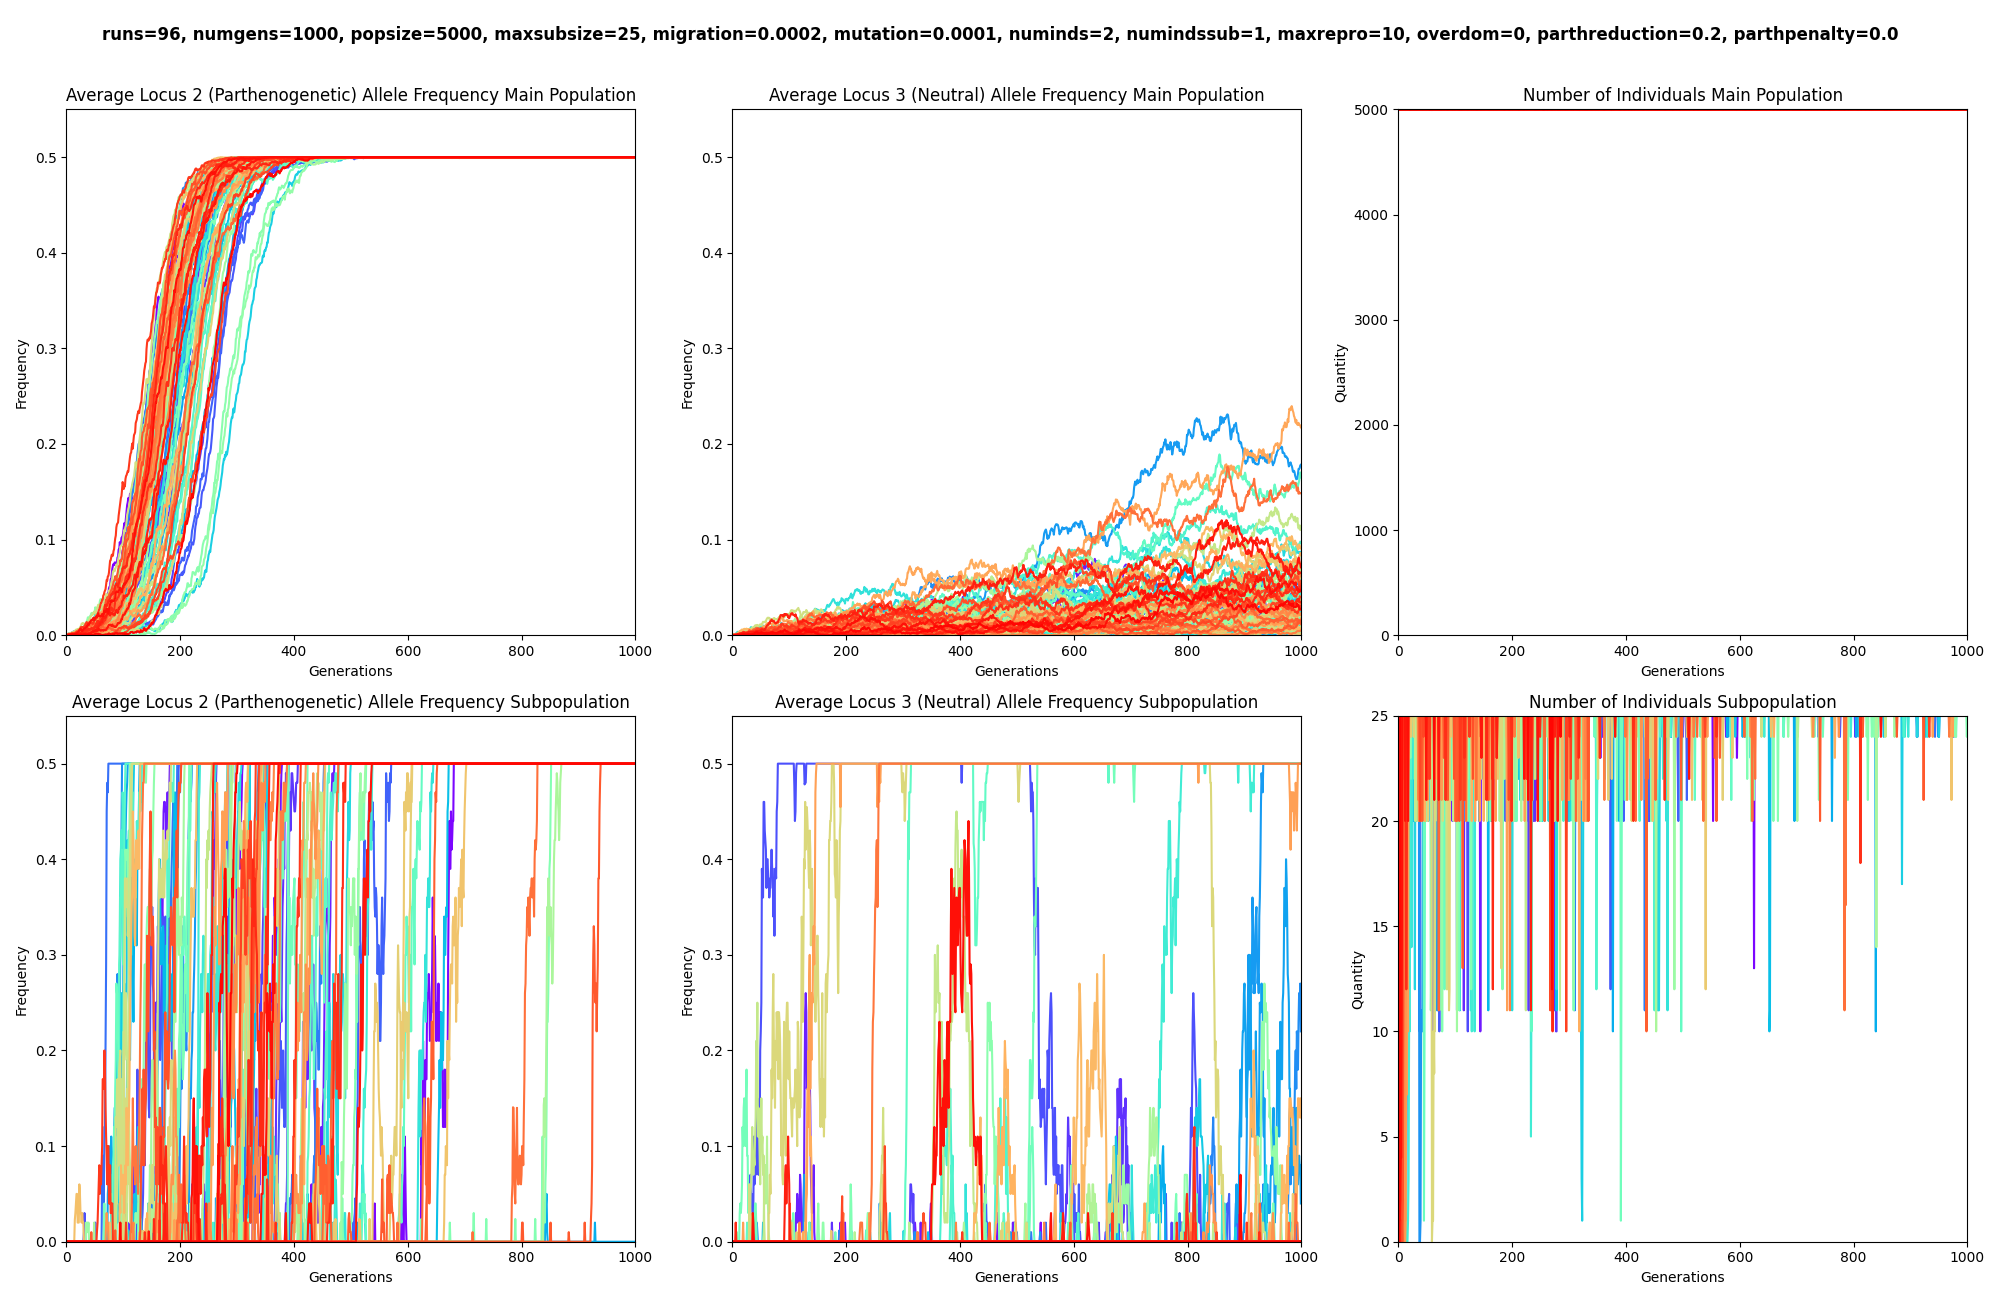 runs=96, numgens=1000, popsize=5000, maxsubsize=25, migration=0.0002, mutation=0.0001, numinds=2, numindssub=1, maxrepro=10, overdom=0, parthreduction=0.2, parthpenalty=0.0
Average Locus 2 (Parthenogenetic) Allele Frequency Main Population
0.5
0.4
0.3
0.2
0.1
0.0
Frequency
0 200 400 600 800 1000
Generations
Average Locus 3 (Neutral) Allele Frequency Main Population
0.5
0.4
0.3
0.2
0.1
0.0
Frequency
0 200 400 600 800 1000
Generations
Number of Individuals Main Population
5000
4000
3000
2000
1000
0
Quantity
0 200 400 600 800 1000
Generations
Average Locus 2 (Parthenogenetic) Allele Frequency Subpopulation
0.5
0.4
0.3
0.2
0.1
0.0
Frequency
0 200 400 600 800 1000
Generations
Average Locus 3 (Neutral) Allele Frequency Subpopulation
0.5
0.4
0.3
0.2
0.1
0.0
Frequency
0 200 400 600 800 1000
Generations
Number of Individuals Subpopulation
25
20
15
10
5
0
Quantity
0 200 400 600 800 1000
Generations